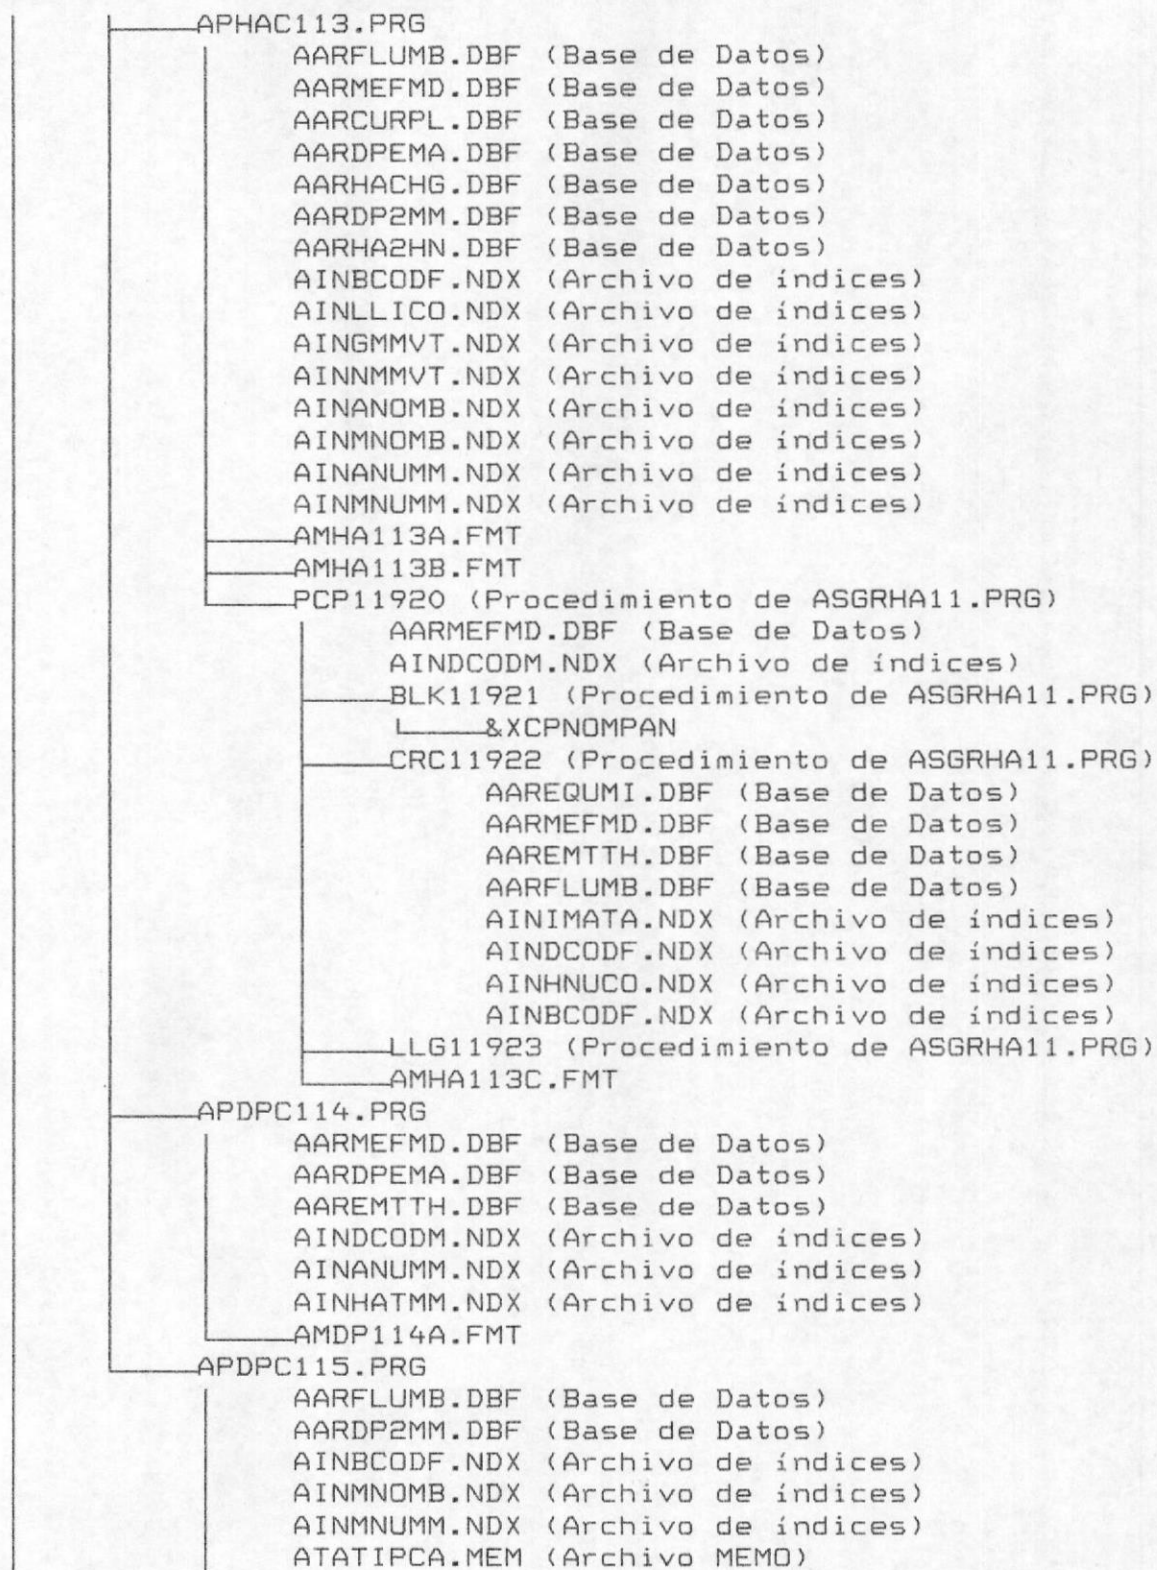 APHAC113.PRG
AARFLUMB.DBF (Base de Datos)
AARMEFMD.DBF (Base de Datos)
AARCURPL.DBF (Base de Datos)
AARDPEMA.DBF (Base de Datos)
AARHACHG.DBF (Base de Datos)
AARDP2MM.DBF (Base de Datos)
AARHA2HN.DBF (Base de Datos)
AINBCODF.NDX (Archivo de índices)
AINLLICO.NDX (Archivo de índices)
AINGMMVT.NDX (Archivo de índices)
AINNMMVT.NDX (Archivo de índices)
AINANOMB.NDX (Archivo de índices)
AINMNOMB.NDX (Archivo de índices)
AINANUMM.NDX (Archivo de índices)
AINMNUMM.NDX (Archivo de índices)
AMHA113A.FMT
AMHA113B.FMT
PCP11920 (Procedimiento de ASGRHA11.PRG)
AARMEFMD.DBF (Base de Datos)
AINDCODM.NDX (Archivo de índices)
BLK11921 (Procedimiento de ASGRHA11.PRG)
&XCPNOMPAN
CRC11922 (Procedimiento de ASGRHA11.PRG)
AAREQUMI.DBF (Base de Datos)
AARMEFMD.DBF (Base de Datos)
AAREMTTH.DBF (Base de Datos)
AARFLUMB.DBF (Base de Datos)
AINIMATA.NDX (Archivo de índices)
AINDCODF.NDX (Archivo de índices)
AINHNUCO.NDX (Archivo de índices)
AINBCODF.NDX (Archivo de índices)
LLG11923 (Procedimiento de ASGRHA11.PRG)
AMHA113C.FMT
APDPC114.PRG
AARMEFMD.DBF (Base de Datos)
AARDPEMA.DBF (Base de Datos)
AAREMTTH.DBF (Base de Datos)
AINDCODM.NDX (Archivo de índices)
AINANUMM.NDX (Archivo de índices)
AINHATMM.NDX (Archivo de índices)
AMDP114A.FMT
APDPC115.PRG
AARFLUMB.DBF (Base de Datos)
AARDP2MM.DBF (Base de Datos)
AINBCODF.NDX (Archivo de índices)
AINMNOMB.NDX (Archivo de índices)
AINMNUMM.NDX (Archivo de índices)
ATATIPCA.MEM (Archivo MEMO)